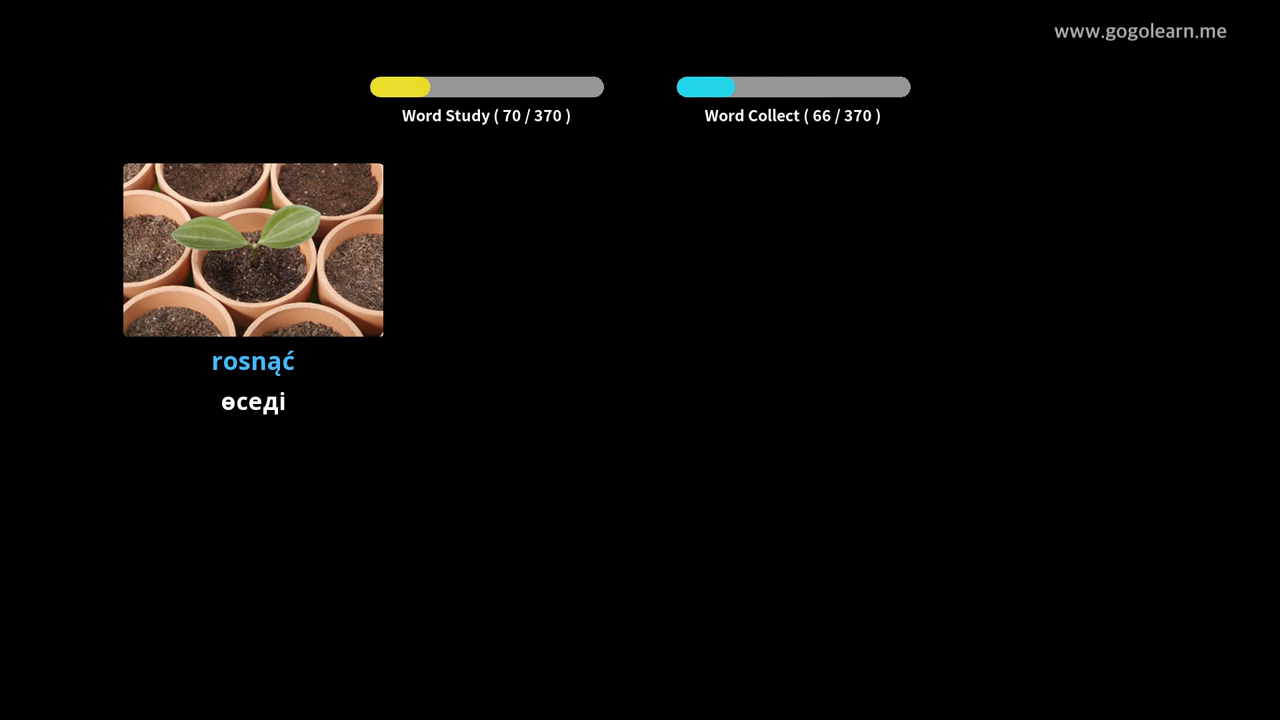 www.gogolearn.me
Word Study ( 70 / 370 )
Word Collect ( 66 / 370 )
rosnąć
өседі